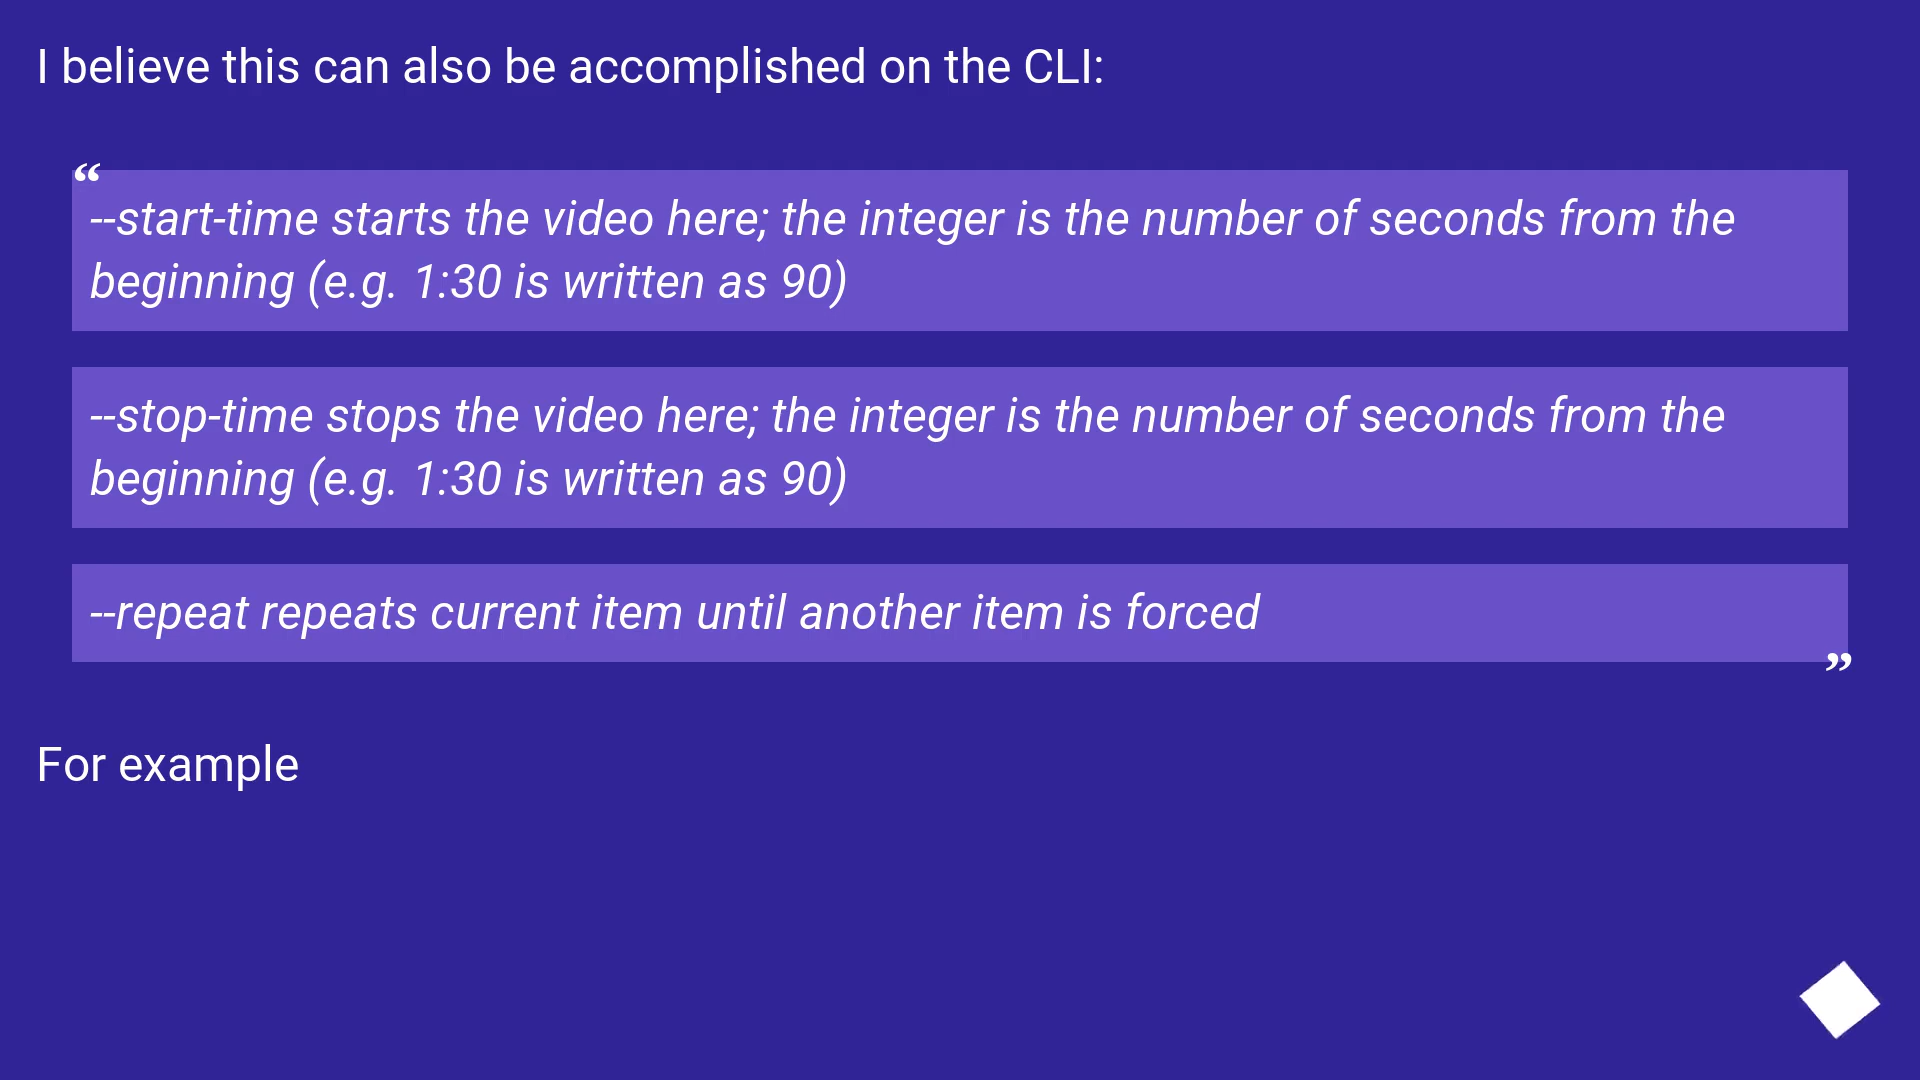 I believe this can also be accomplished on the CLI:
“
--start-time starts the video here; the integer is the number of seconds from the
beginning (e.g. 1:30 is written as 90)
--stop-time stops the video here; the integer is the number of seconds from the
beginning (e.g. 1:30 is written as 90)
--repeat repeats current item until another item is forced
”
For example